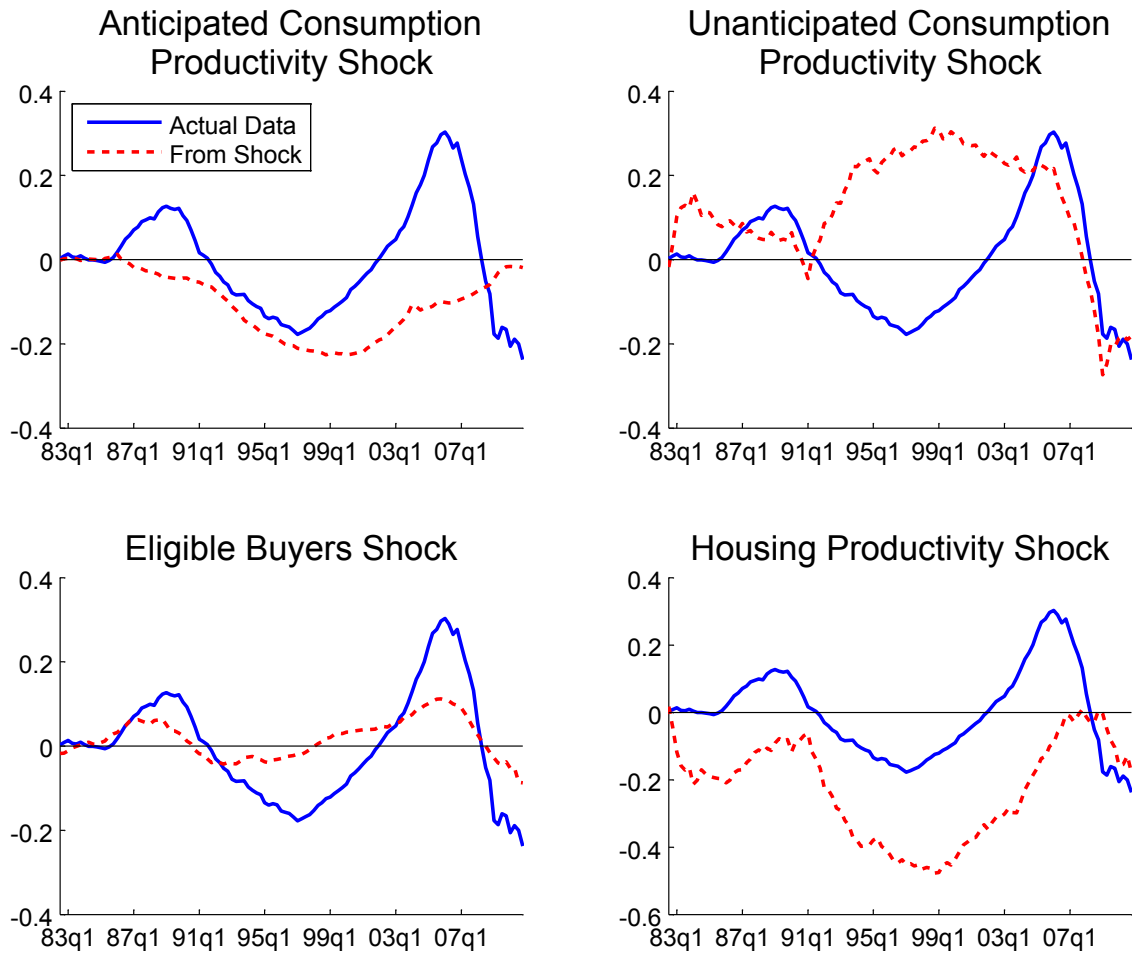 Anticipated Consumption
Productivity Shock
0.4
0.2
0
-0.2
-0.4
83q1 87q1 91q1 95q1 99q1 03q1 07q1
Actual Data
From Shock
Unanticipated Consumption
Productivity Shock
0.4
0.2
0
-0.2
-0.4
83q1 87q1 91q1 95q1 99q1 03q1 07q1
Eligible Buyers Shock
0.4
0.2
0
-0.2
-0.4
83q1 87q1 91q1 95q1 99q1 03q1 07q1
Housing Productivity Shock
0.4
0.2
0
-0.2
-0.4
-0.6
83q1 87q1 91q1 95q1 99q1 03q1 07q1